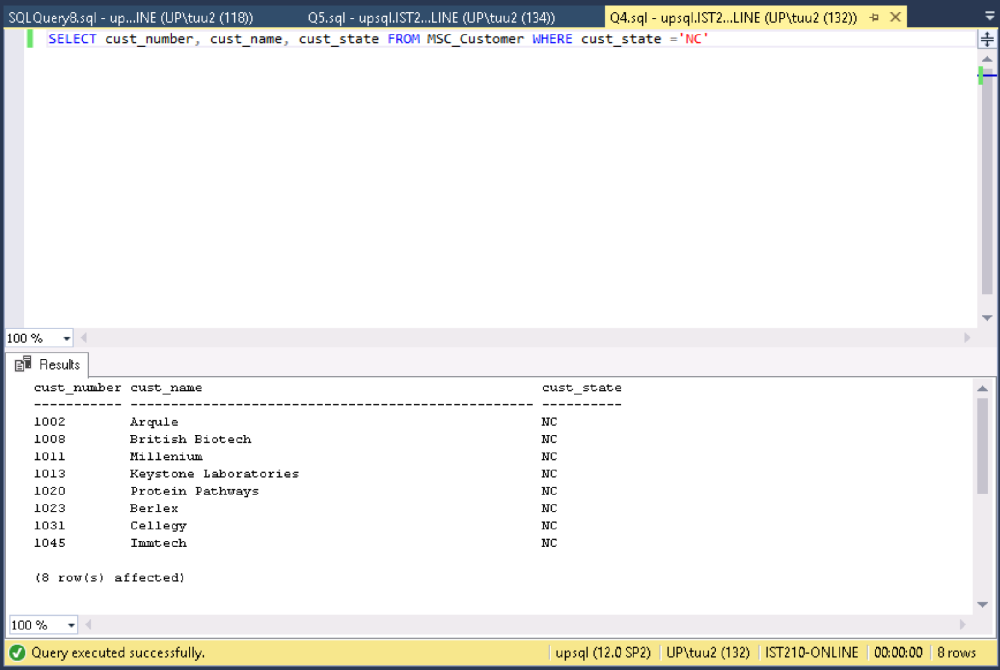 SQLQuery8.sql - up...INE (UP\tuu2 (118)) Q5.sql - upsql.IST2...LINE (UP\tuu2 (134)) Q4.sql - upsql.IST2...LINE (UP\tuu2 (132))
SELECT cust_number, cust_name, cust_state FROM MSC_Customer WHERE cust_state ='NC'
100 %
Results
cust_number cust_name cust_state
----------- -------------------------------------------------- ----------
1002 Arqule NC
1008 British Biotech NC
1011 Millenium NC
1013 Keystone Laboratories NC
1020 Protein Pathways NC
1023 Berlex NC
1031 Cellegy NC
1045 Immtech NC
(8 row(s) affected)
100 %
Query executed successfully. upsql (12.0 SP2) UP\tuu2 (132) IST210-ONLINE 00:00:00 8 rows